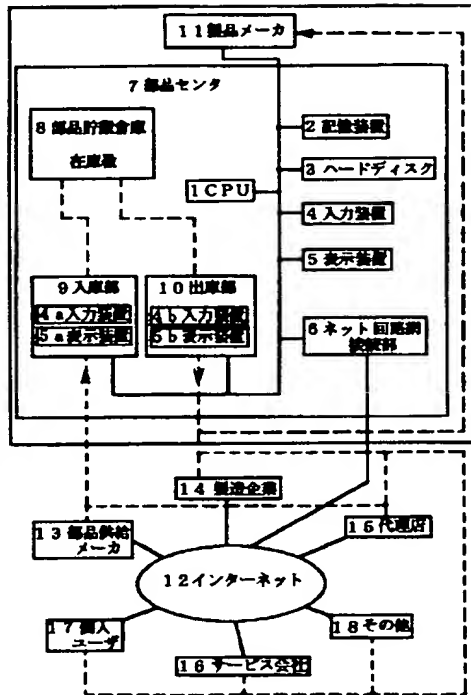 11製品メーカ
7 部品センタ
8 部品貯蔵倉庫
在庫数
2 記憶装置
3 ハードディスク
1CPU
4 入力装置
5 表示装置
9 入庫部
4a入力装置
5a表示装置
10出庫部
4b入力装置
5b表示装置
6ネット回路網
接続部
14 製造企業
13部品供給
メーカ
15代理店
12インターネット
17個人
ユーザ
18その他
16サービス会社